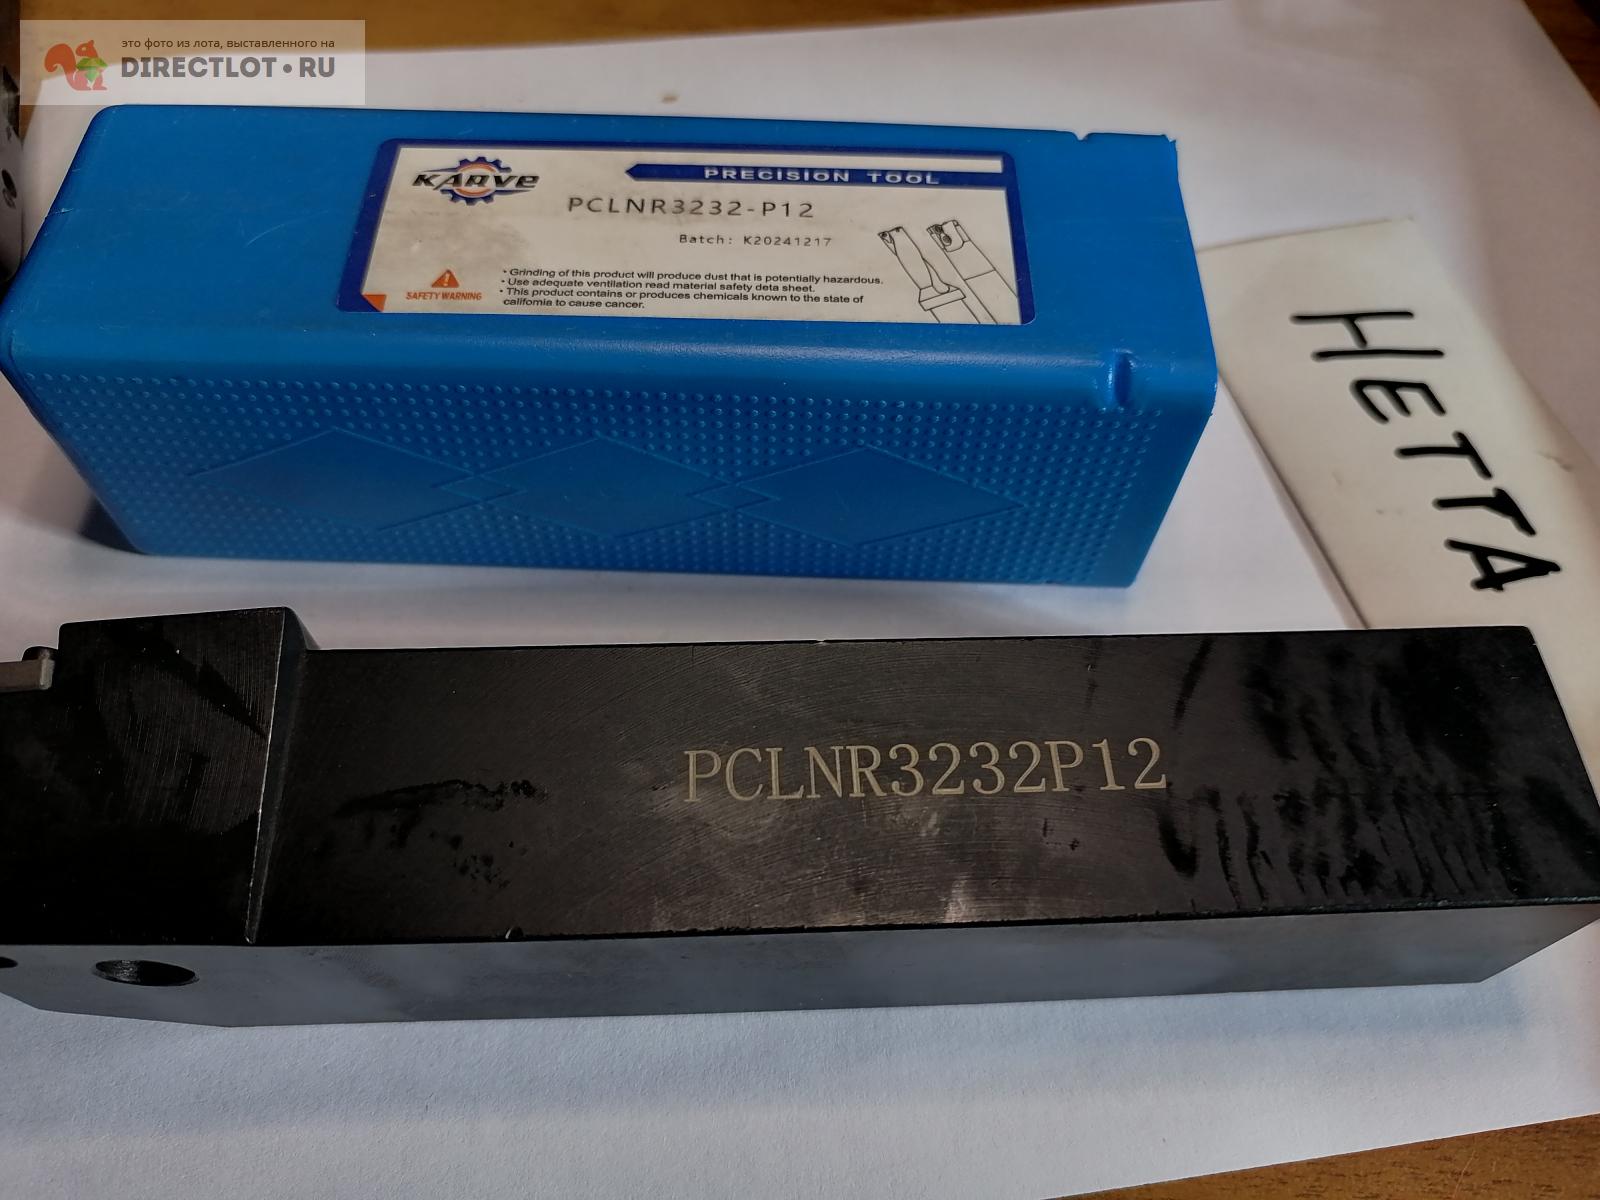 это фото из лота, выставленного на
DIRECTLOT•RU
KARVE
PRECISION TOOL
PCLNR3232-P12
Batch: K20241217
SAFETY WARNING
• Grinding of this product will produce dust that is potentially hazardous.
• Use adequate ventilation read material safety deta sheet.
• This product contains or produces chemicals known to the state of
california to cause cancer.
НЕТТА
PCLNR3232P12